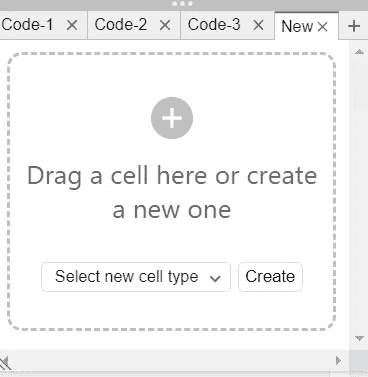 Code-1 Code-2 Code-3 New
Drag a cell here or create
a new one
Select new cell type Create